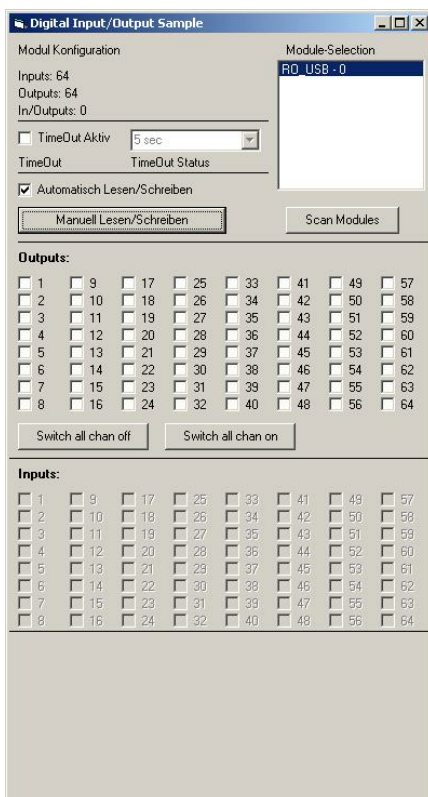 Digital Input/Output Sample
Modul Konfiguration
Module-Selection
Inputs: 64
Outputs: 64
In/Outputs: 0
RO_USB - 0
TimeOut Aktiv
5 sec
TimeOut
TimeOut Status
Automatisch Lesen/Schreiben
Manuell Lesen/Schreiben
Scan Modules
Outputs:
1 9 17 25 33 41 49 57
2 10 18 26 34 42 50 58
3 11 19 27 35 43 51 59
4 12 20 28 36 44 52 60
5 13 21 29 37 45 53 61
6 14 22 30 38 46 54 62
7 15 23 31 39 47 55 63
8 16 24 32 40 48 56 64
Switch all chan off
Switch all chan on
Inputs:
1 9 17 25 33 41 49 57
2 10 18 26 34 42 50 58
3 11 19 27 35 43 51 59
4 12 20 28 36 44 52 60
5 13 21 29 37 45 53 61
6 14 22 30 38 46 54 62
7 15 23 31 39 47 55 63
8 16 24 32 40 48 56 64